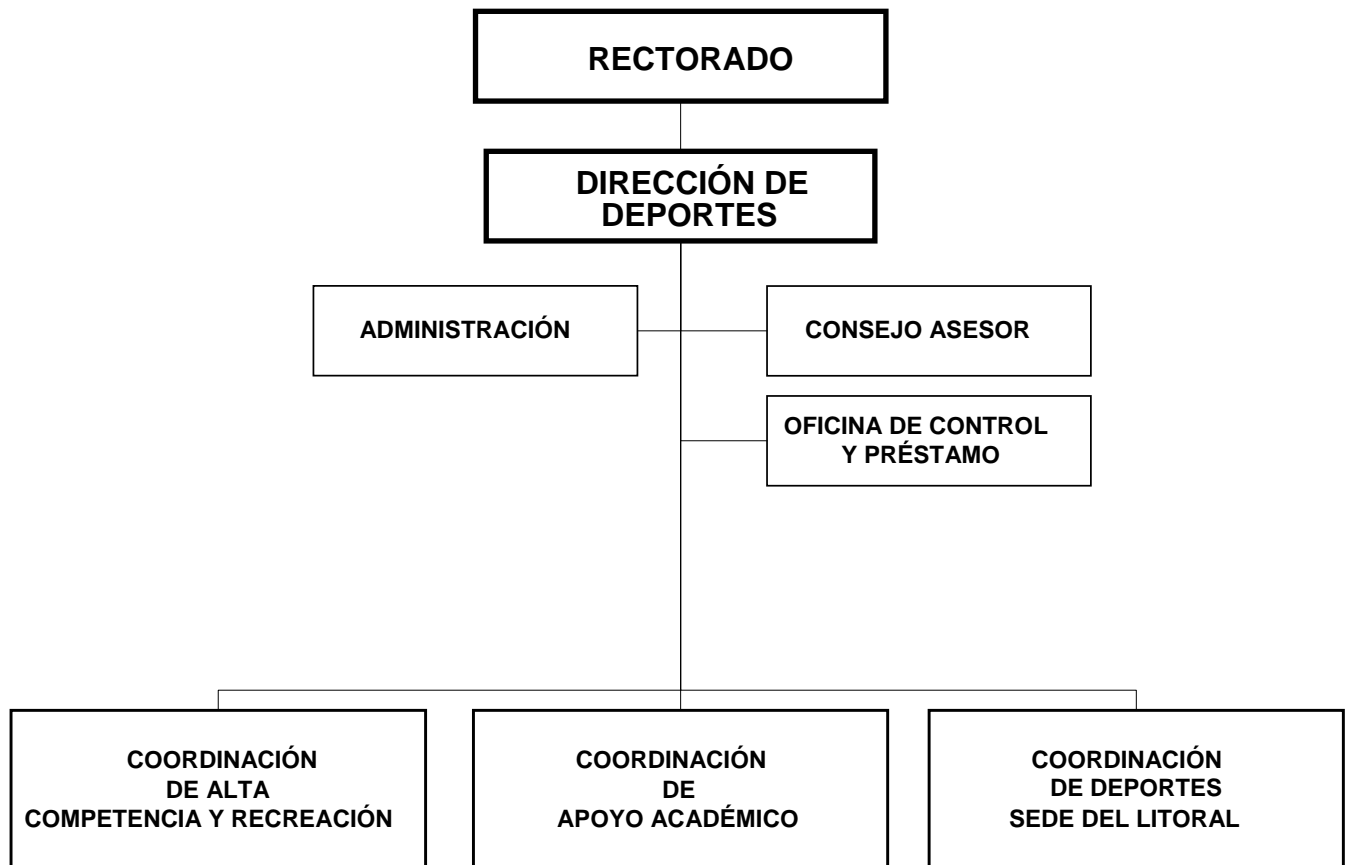 RECTORADO
DIRECCIÓN DE
DEPORTES
ADMINISTRACIÓN
CONSEJO ASESOR
OFICINA DE CONTROL
Y PRÉSTAMO
COORDINACIÓN
DE ALTA
COMPETENCIA Y RECREACIÓN
COORDINACIÓN
DE
APOYO ACADÉMICO
COORDINACIÓN
DE DEPORTES
SEDE DEL LITORAL